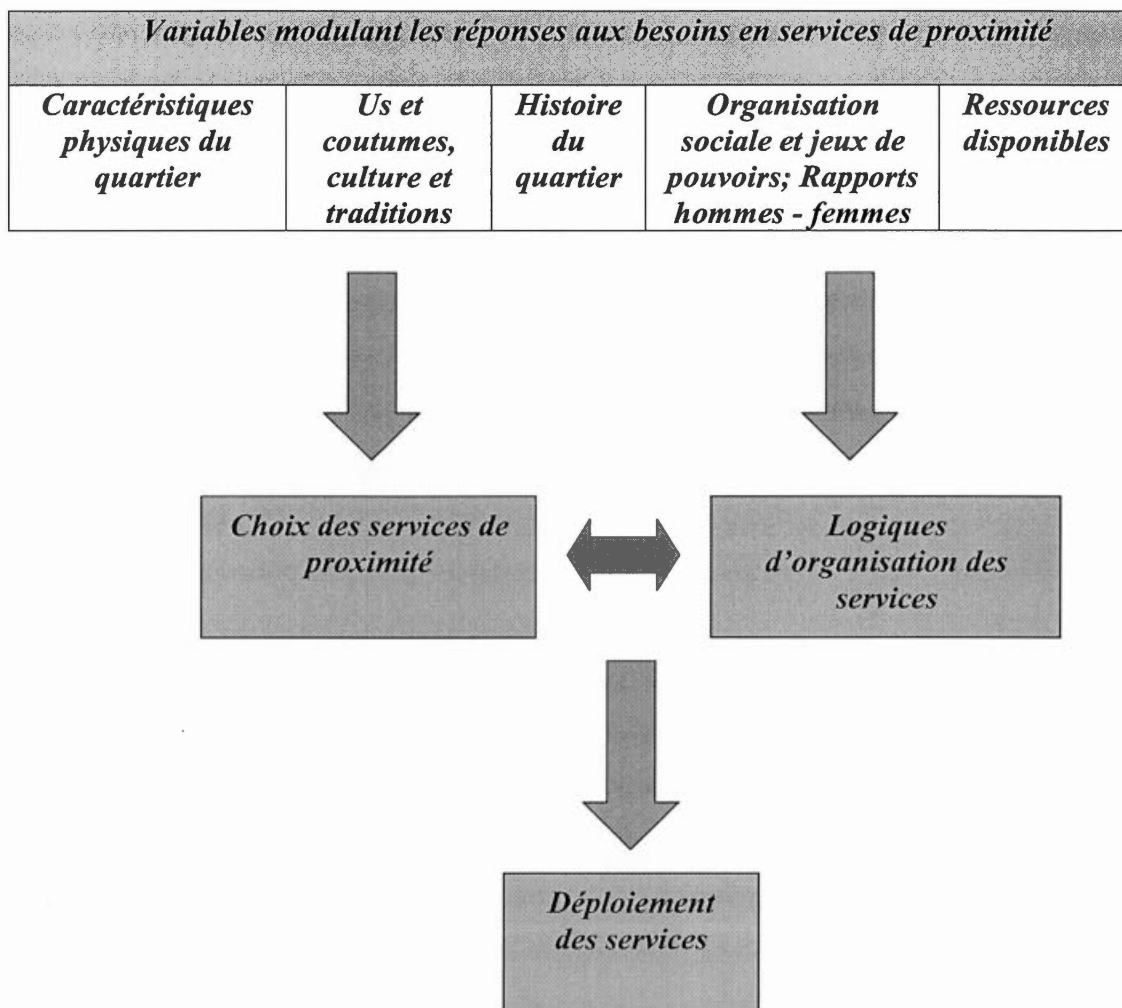 Variables modulant les réponses aux besoins en services de proximité
Caractéristiques
physiques du
quartier
Us et
coutumes,
culture et
traditions
Histoire
du
quartier
Organisation
sociale et jeux de
pouvoirs; Rapports
hommes - femmes
Ressources
disponibles
Choix des services de
proximité
Logiques
d'organisation des
services
Déploiement
des services